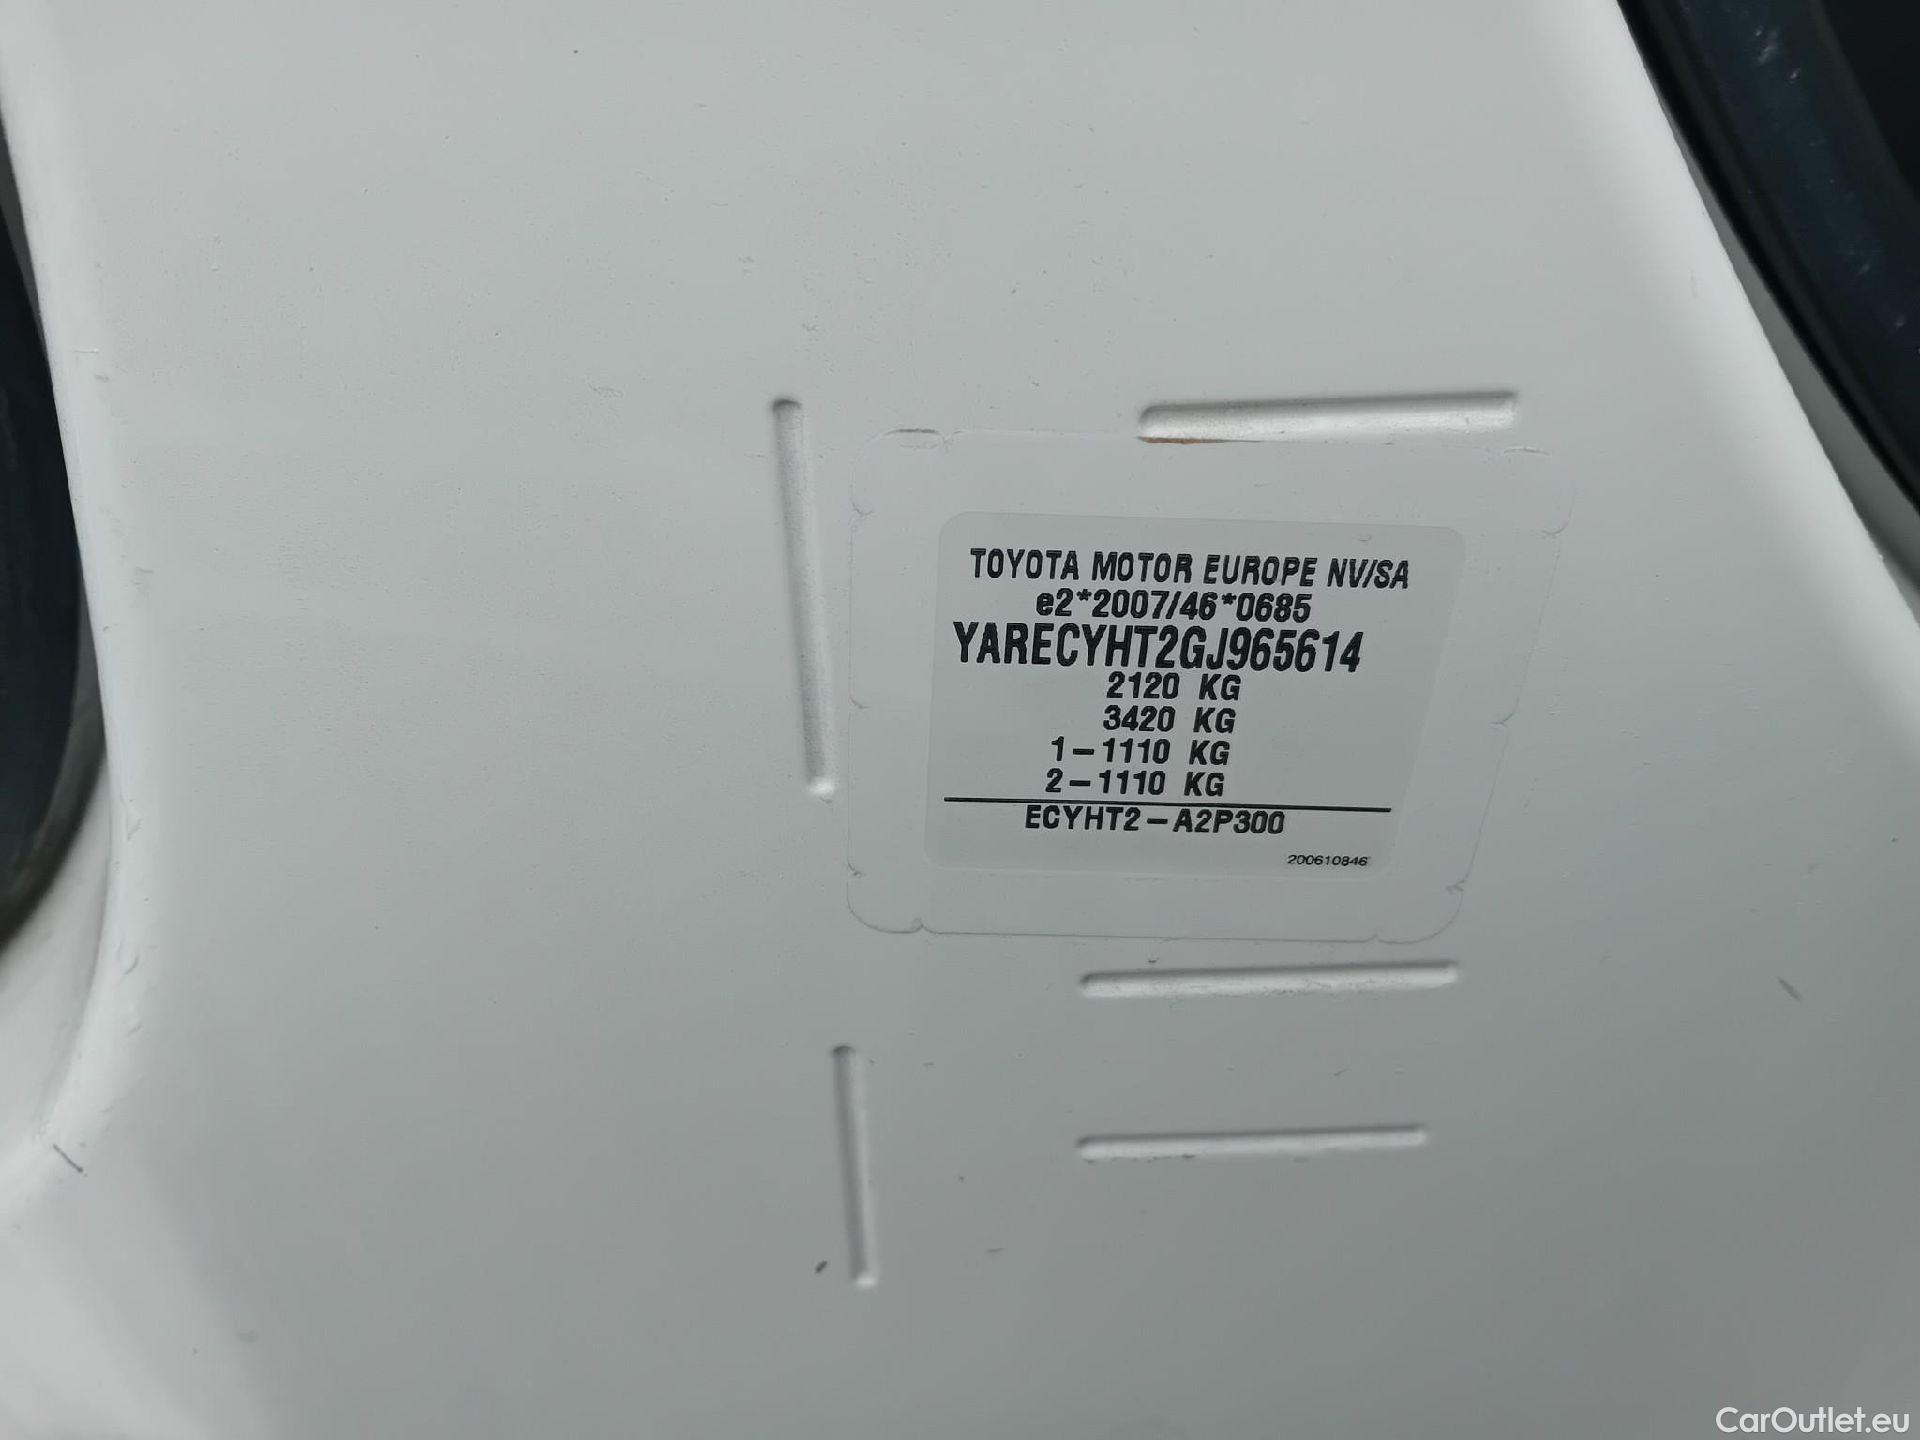 TOYOTA MOTOR EUROPE NV/SA
e2*2007/46*0685
YARECYHT2GJ965614
2120 KG
3420 KG
1-1110 KG
2-1110 KG
ECYHT2-A2P300
200610846
CarOutlet.eu